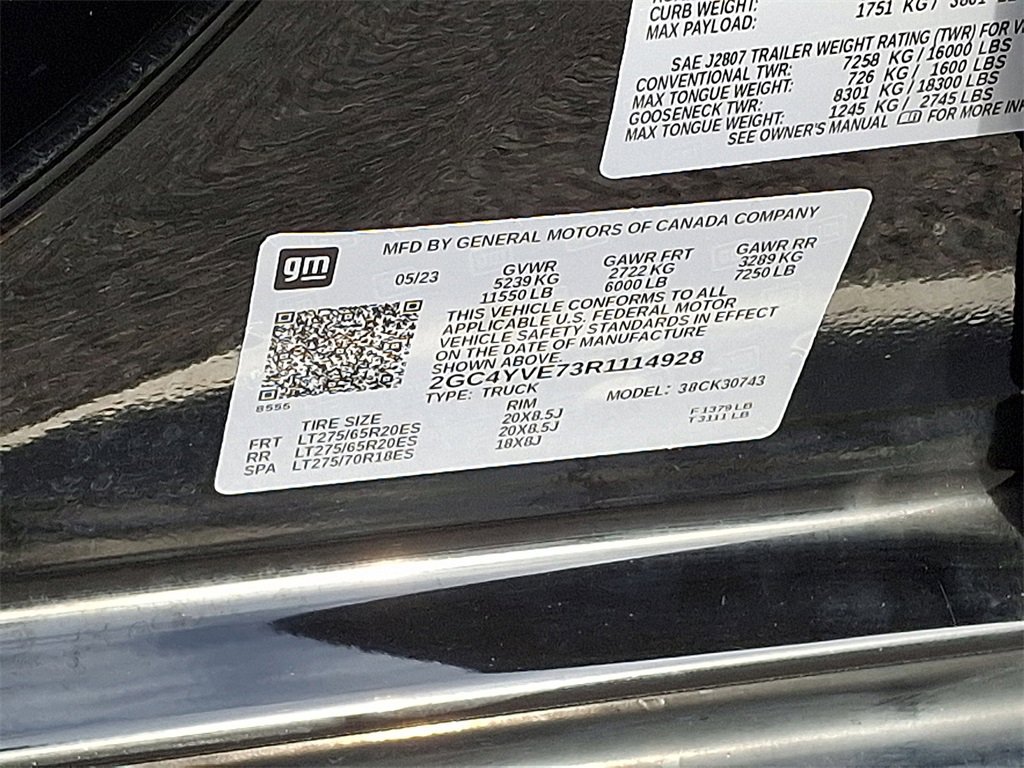 CURB WEIGHT:
MAX PAYLOAD: 1751 KG/ 3861
SAE J2807 TRAILER WEIGHT RATING (TWR) FOR
CONVENTIONAL TWR: 7258 KG/16000 LBS
MAX TONGUE WEIGHT: 726 KG/ 1600 LBS
GOOSENECK TWR: 8301 KG/18300 LBS
MAX TONGUE WEIGHT: 1245 KG/ 2745 LBS
SEE OWNER'S MANUAL FOR MORE
gm
MFD BY GENERAL MOTORS OF CANADA COMPANY
05/23 GVWR GAWR FRT GAWR RR
5239 KG 2722 KG 3289 KG
11550 LB 6000 LB 7250 LB
THIS VEHICLE CONFORMS TO ALL
APPLICABLE U.S. FEDERAL MOTOR
VEHICLE SAFETY STANDARDS IN EFFECT
ON THE DATE OF MANUFACTURE
SHOWN ABOVE.
2GC4YVE73R1114928
TYPE: TRUCK MODEL: 38CK30743
8555
TIRE SIZE RIM
FRT LT275/65R20ES 20X8.5J
RR LT275/65R20ES 20X8.5J
SPA LT275/70R18ES 18X8J
F 1379 LB
T 3111 LB